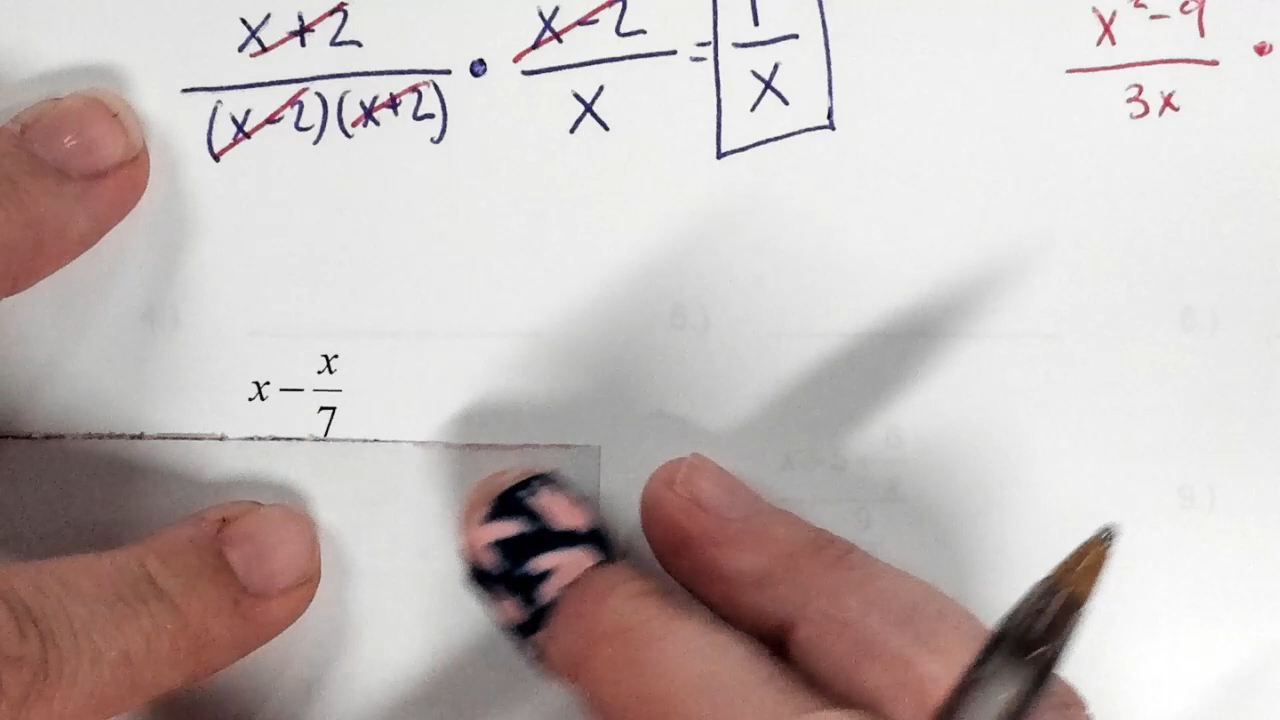 x+2 / (x-2)(x+2) • x-2 / x = 1 / x
x²-9 / 3x •
x - x/7